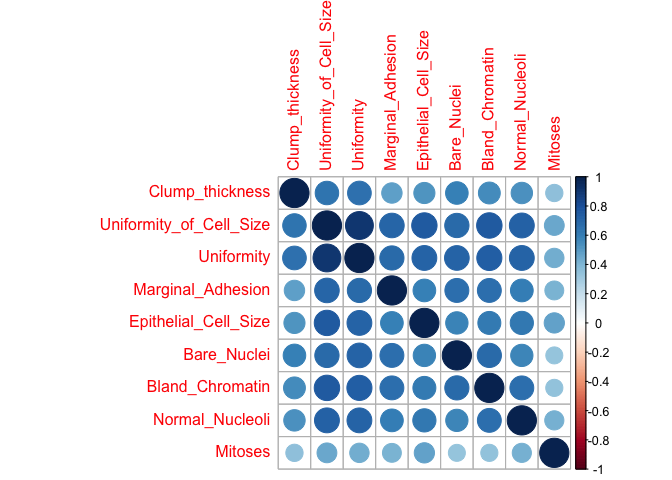 Clump_thickness
Uniformity_of_Cell_Size
Uniformity
Marginal_Adhesion
Epithelial_Cell_Size
Bare_Nuclei
Bland_Chromatin
Normal_Nucleoli
Mitoses
Clump_thickness
Uniformity_of_Cell_Size
Uniformity
Marginal_Adhesion
Epithelial_Cell_Size
Bare_Nuclei
Bland_Chromatin
Normal_Nucleoli
Mitoses
1
0.8
0.6
0.4
0.2
0
-0.2
-0.4
-0.6
-0.8
-1